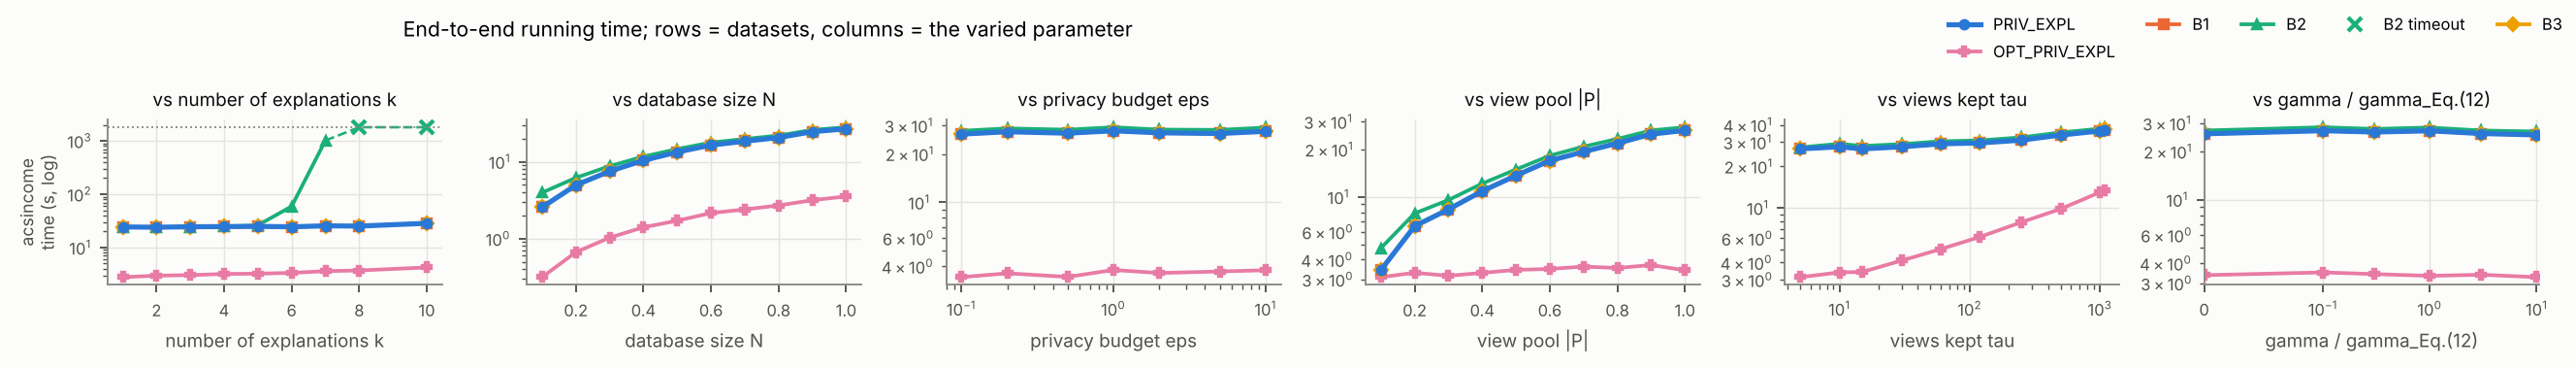 End-to-end running time; rows = datasets, columns = the varied parameter
PRIV_EXPL B1 B2 B2 timeout B3
OPT_PRIV_EXPL
vs number of explanations k
acsincome
time (s, log)
10³
10²
10¹
2 4 6 8 10
number of explanations k
vs database size N
10¹
10⁰
0.2 0.4 0.6 0.8 1.0
database size N
vs privacy budget eps
3 × 10¹
2 × 10¹
10¹
6 × 10⁰
4 × 10⁰
10⁻¹ 10⁰ 10¹
privacy budget eps
vs view pool |P|
3 × 10¹
2 × 10¹
10¹
6 × 10⁰
4 × 10⁰
3 × 10⁰
0.2 0.4 0.6 0.8 1.0
view pool |P|
vs views kept tau
4 × 10¹
3 × 10¹
2 × 10¹
10¹
6 × 10⁰
4 × 10⁰
3 × 10⁰
10¹ 10² 10³
views kept tau
vs gamma / gamma_Eq.(12)
3 × 10¹
2 × 10¹
10¹
6 × 10⁰
4 × 10⁰
3 × 10⁰
0 10⁻¹ 10⁰ 10¹
gamma / gamma_Eq.(12)